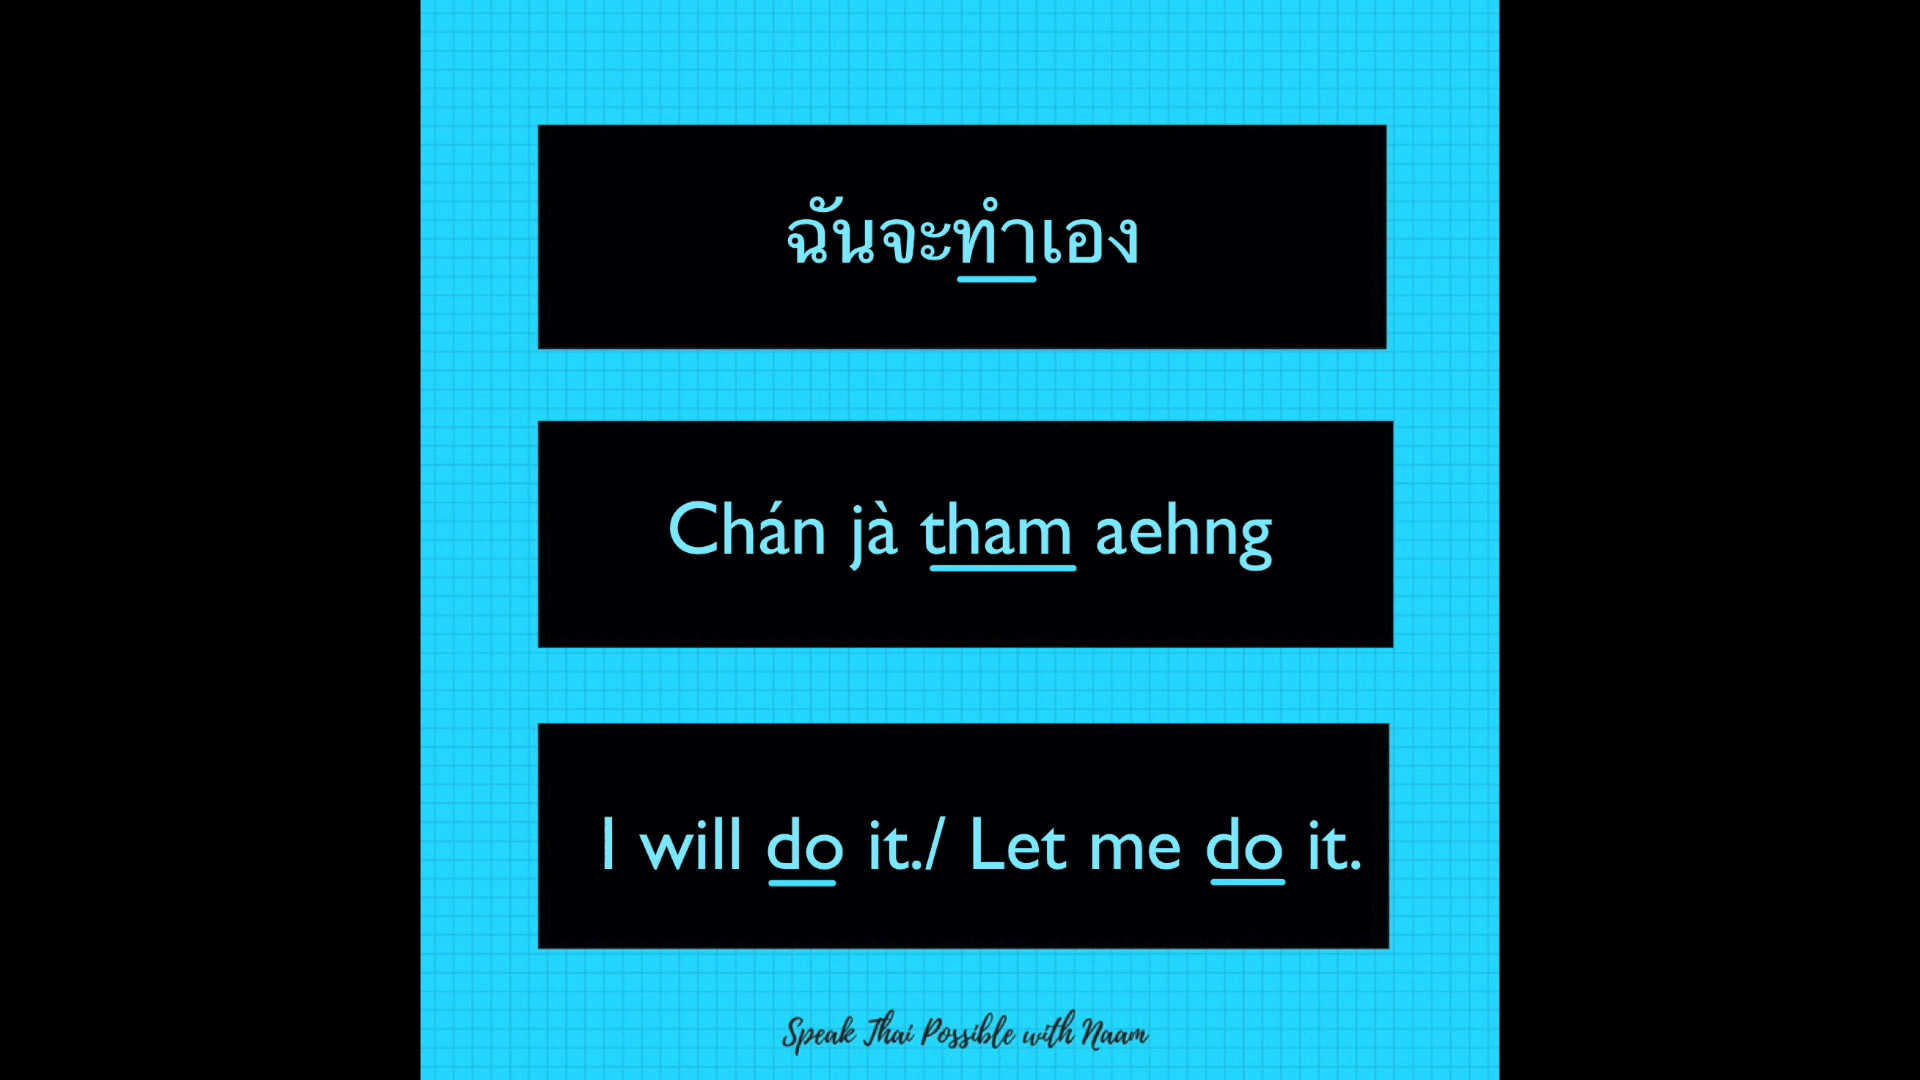 ฉันจะทำเอง
Chán jà tham aehng
I will do it./ Let me do it.
Speak Thai Possible with Naam